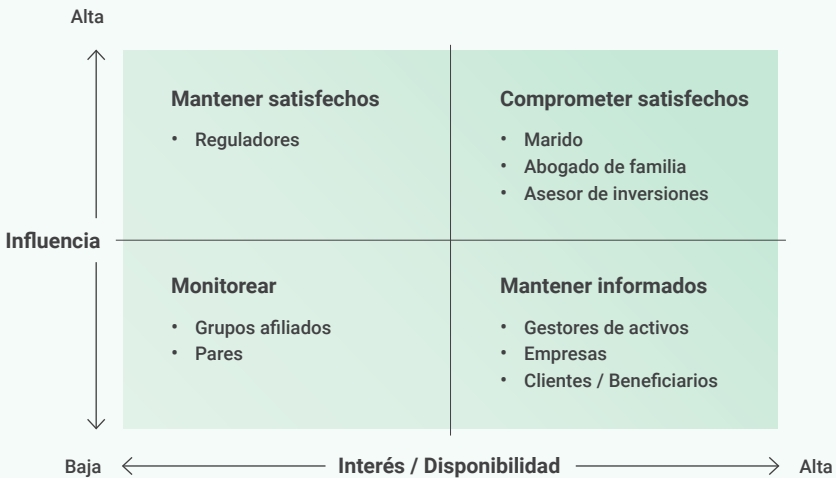 Alta
Mantener satisfechos
• Reguladores
Comprometer satisfechos
• Marido
• Abogado de familia
• Asesor de inversiones
Influencia
Monitorear
• Grupos afiliados
• Pares
Mantener informados
• Gestores de activos
• Empresas
• Clientes / Beneficiarios
Baja
Interés / Disponibilidad
Alta